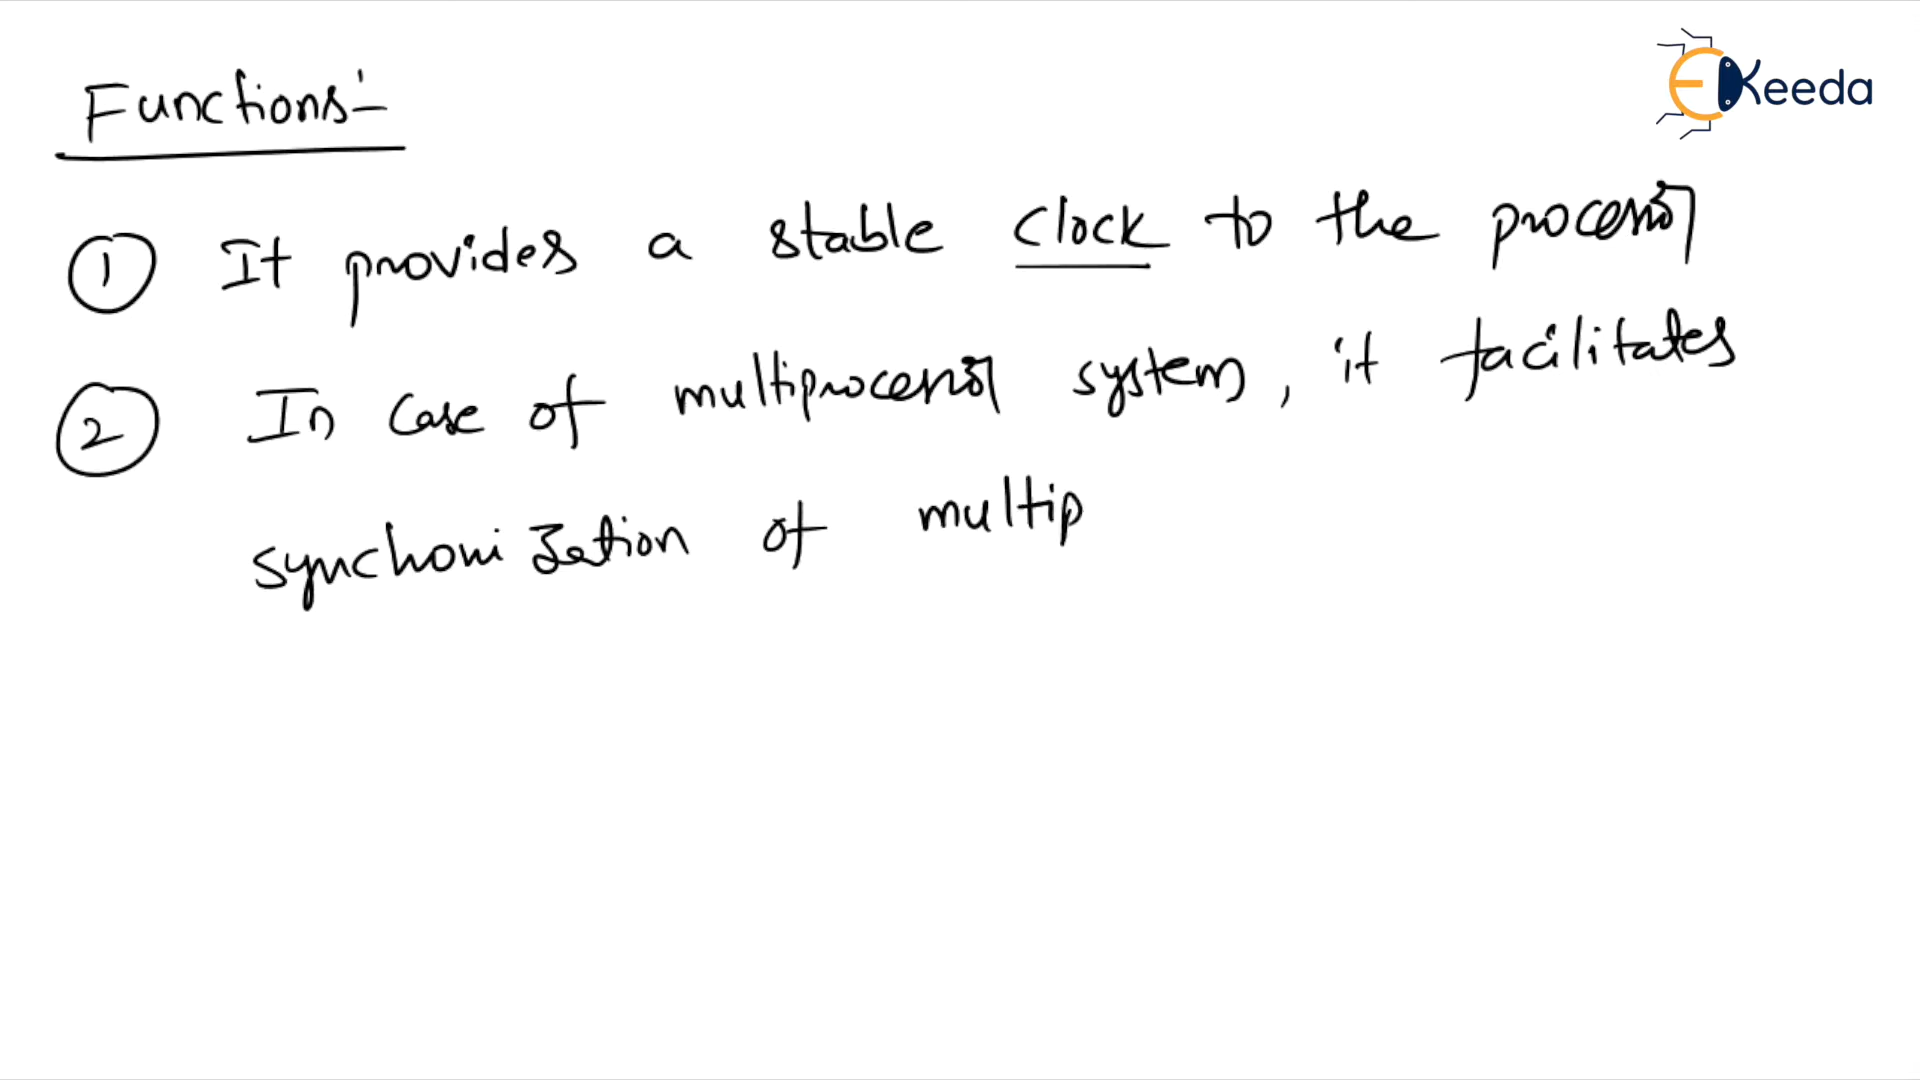 Functions:-
EKeeda
1 It provides a stable clock to the processor
2 In case of multiprocessor system, it facilitates
synchonization of multip